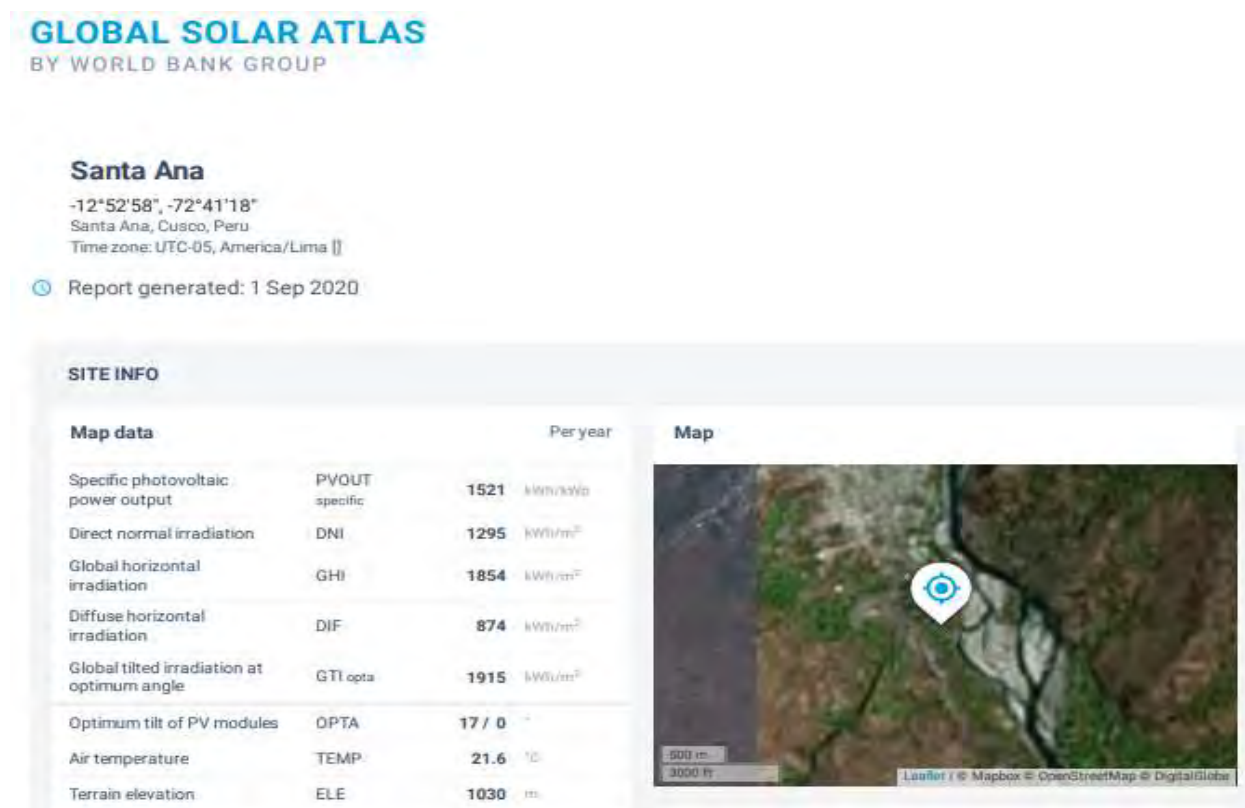 GLOBAL SOLAR ATLAS
BY WORLD BANK GROUP
Santa Ana
-12°52'58", -72°41'18"
Santa Ana, Cusco, Peru
Time zone: UTC-05, America/Lima []
Report generated: 1 Sep 2020
SITE INFO
Map data Per year
Specific photovoltaic power output PVOUT specific 1521 kWh/kWp
Direct normal irradiation DNI 1295 kWh/m²
Global horizontal irradiation GHI 1854 kWh/m²
Diffuse horizontal irradiation DIF 874 kWh/m²
Global tilted irradiation at optimum angle GTI opta 1915 kWh/m²
Optimum tilt of PV modules OPTA 17 / 0 °
Air temperature TEMP 21.6 °C
Terrain elevation ELE 1030 m
Map
500 m
3000 ft
Leaflet | © Mapbox © OpenStreetMap © DigitalGlobe